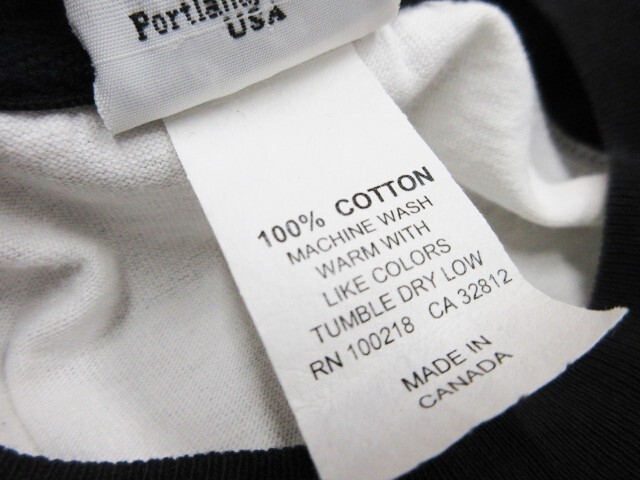 Portland
USA
100% COTTON
MACHINE WASH
WARM WITH
LIKE COLORS
TUMBLE DRY LOW
RN 100218 CA 32812
MADE IN
CANADA